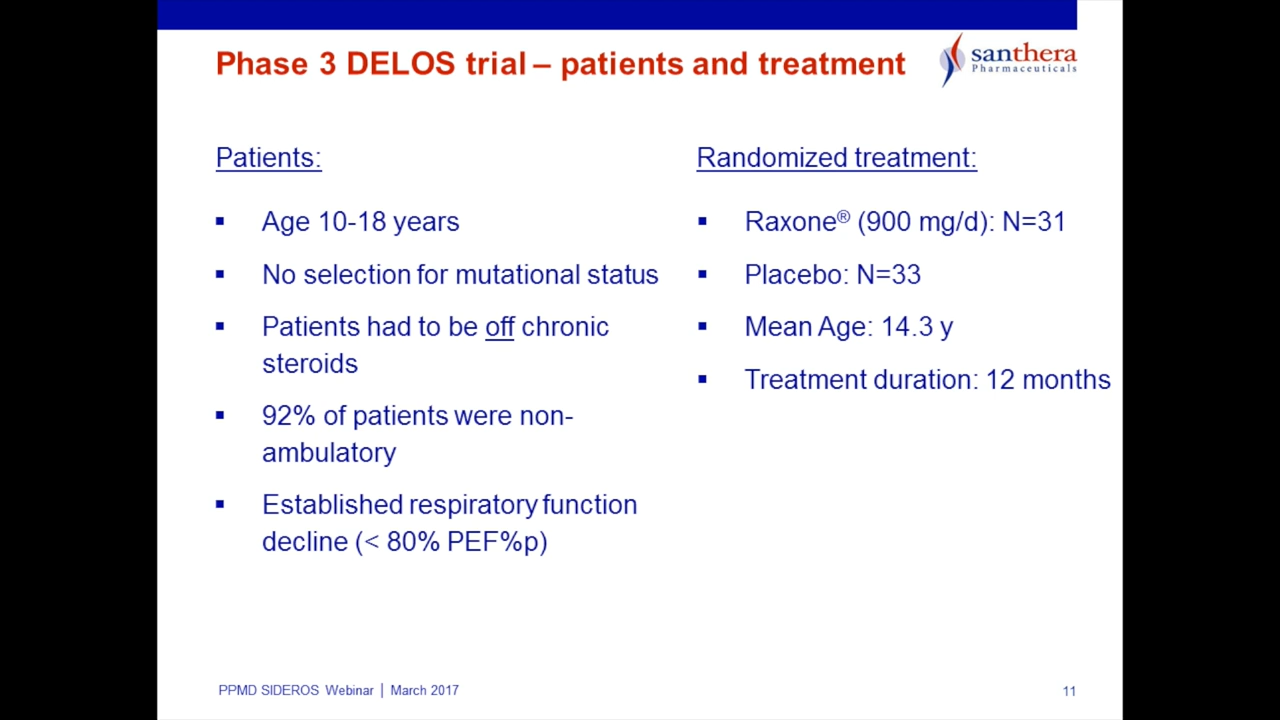 Phase 3 DELOS trial – patients and treatment
santhera
Pharmaceuticals
Patients:
▪ Age 10-18 years
▪ No selection for mutational status
▪ Patients had to be off chronic
steroids
▪ 92% of patients were non-
ambulatory
▪ Established respiratory function
decline (< 80% PEF%p)
Randomized treatment:
▪ Raxone® (900 mg/d): N=31
▪ Placebo: N=33
▪ Mean Age: 14.3 y
▪ Treatment duration: 12 months
PPMD SIDEROS Webinar | March 2017
11